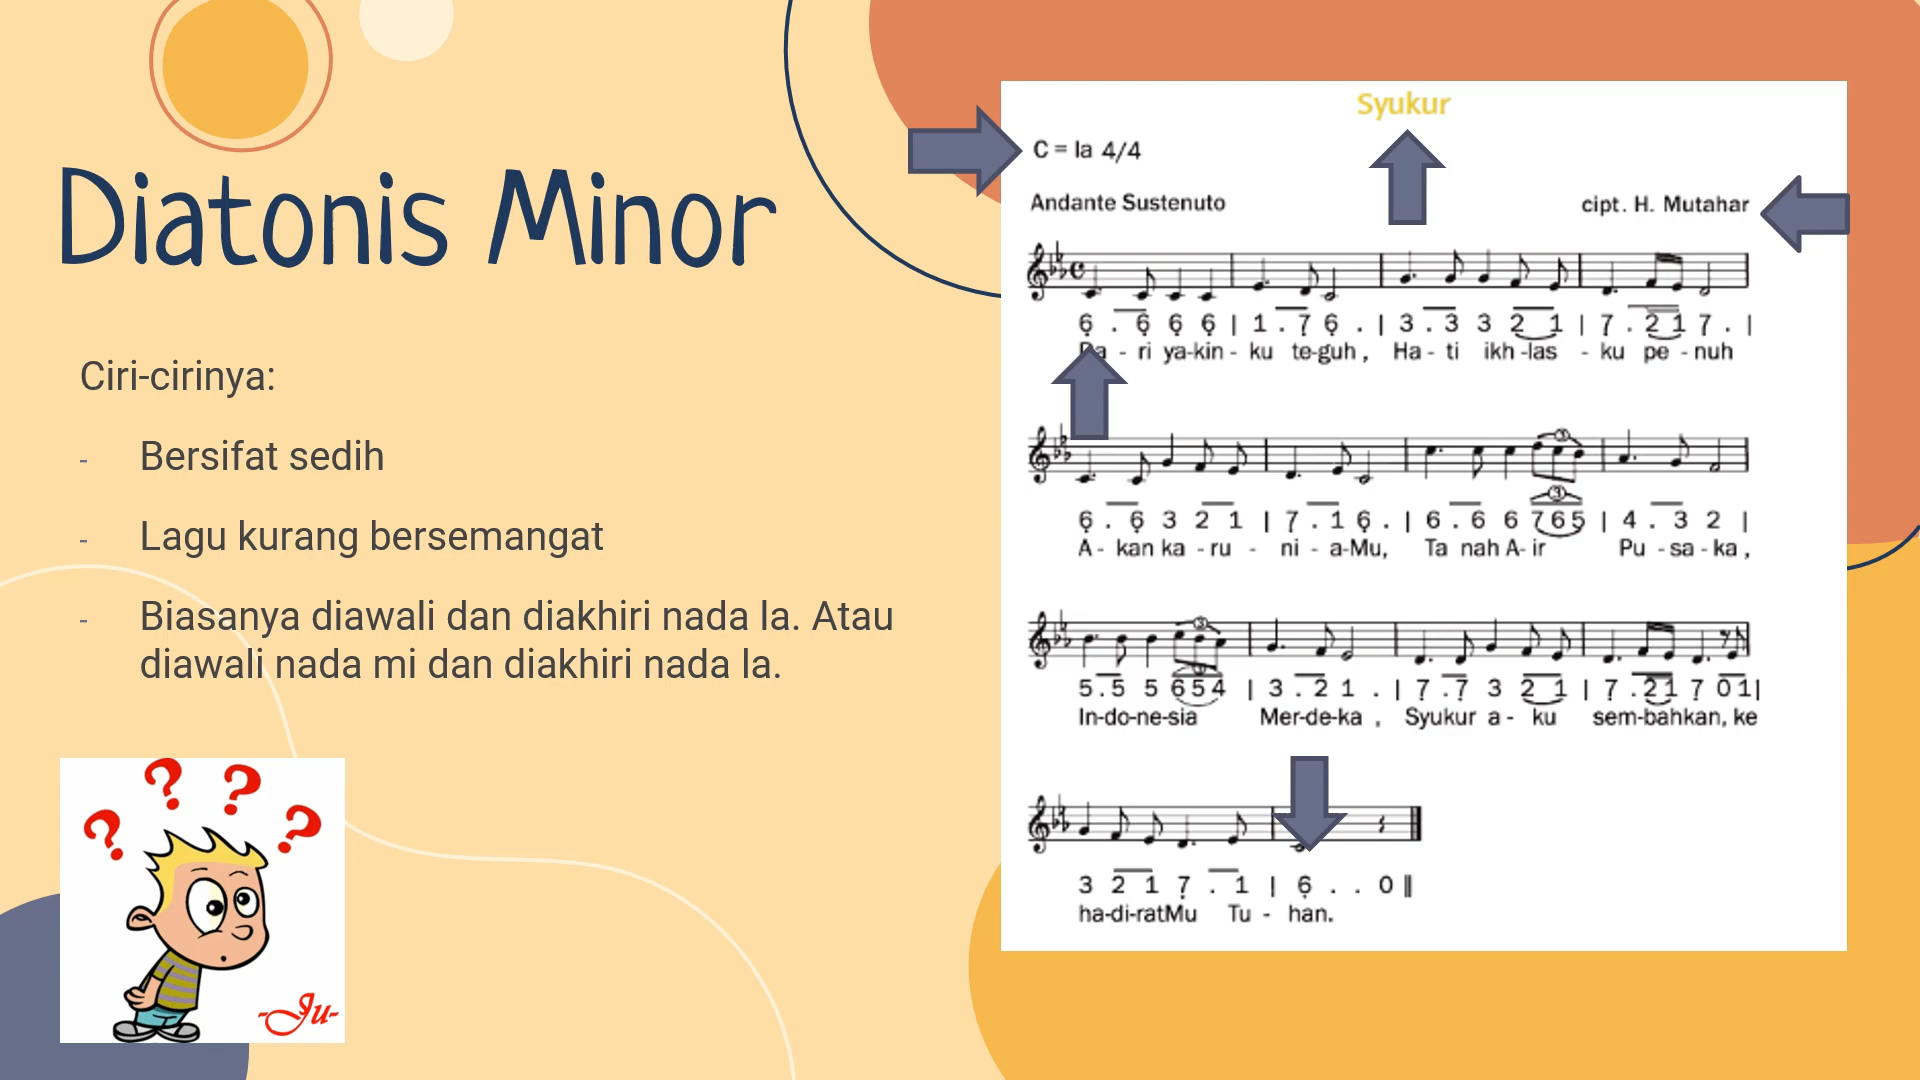 Diatonis Minor
Ciri-cirinya:
- Bersifat sedih
- Lagu kurang bersemangat
- Biasanya diawali dan diakhiri nada la. Atau
diawali nada mi dan diakhiri nada la.
? ? ? ?
-Ju-
Syukur
C = la 4/4
Andante Sustenuto
cipt. H. Mutahar
6̣ . 6̣ 6̣ 6̣ | 1 . 7̣ 6̣ . | 3 . 3 3 2 1 | 7̣ . 2 1 7̣ . |
- ri ya-kin - ku te-guh, Ha - ti ikh-las - ku pe - nuh
6̣ . 6̣ 3 2 1 | 7̣ . 1 6̣ . | 6 . 6 6 7 6 5 | 4 . 3 2 |
A - kan ka - ru - ni - a-Mu, Ta nah A- ir Pu - sa - ka,
5 . 5 5 6 5 4 | 3 . 2 1 . | 7̣ . 7̣ 3 2 1 | 7̣ . 2 1 7̣ 0 1 |
In-do-ne-sia Mer-de-ka , Syukur a - ku sem-bahkan, ke
3 2 1 7̣ . 1 | 6̣ . . 0 ‖
ha-di-ratMu Tu - han.